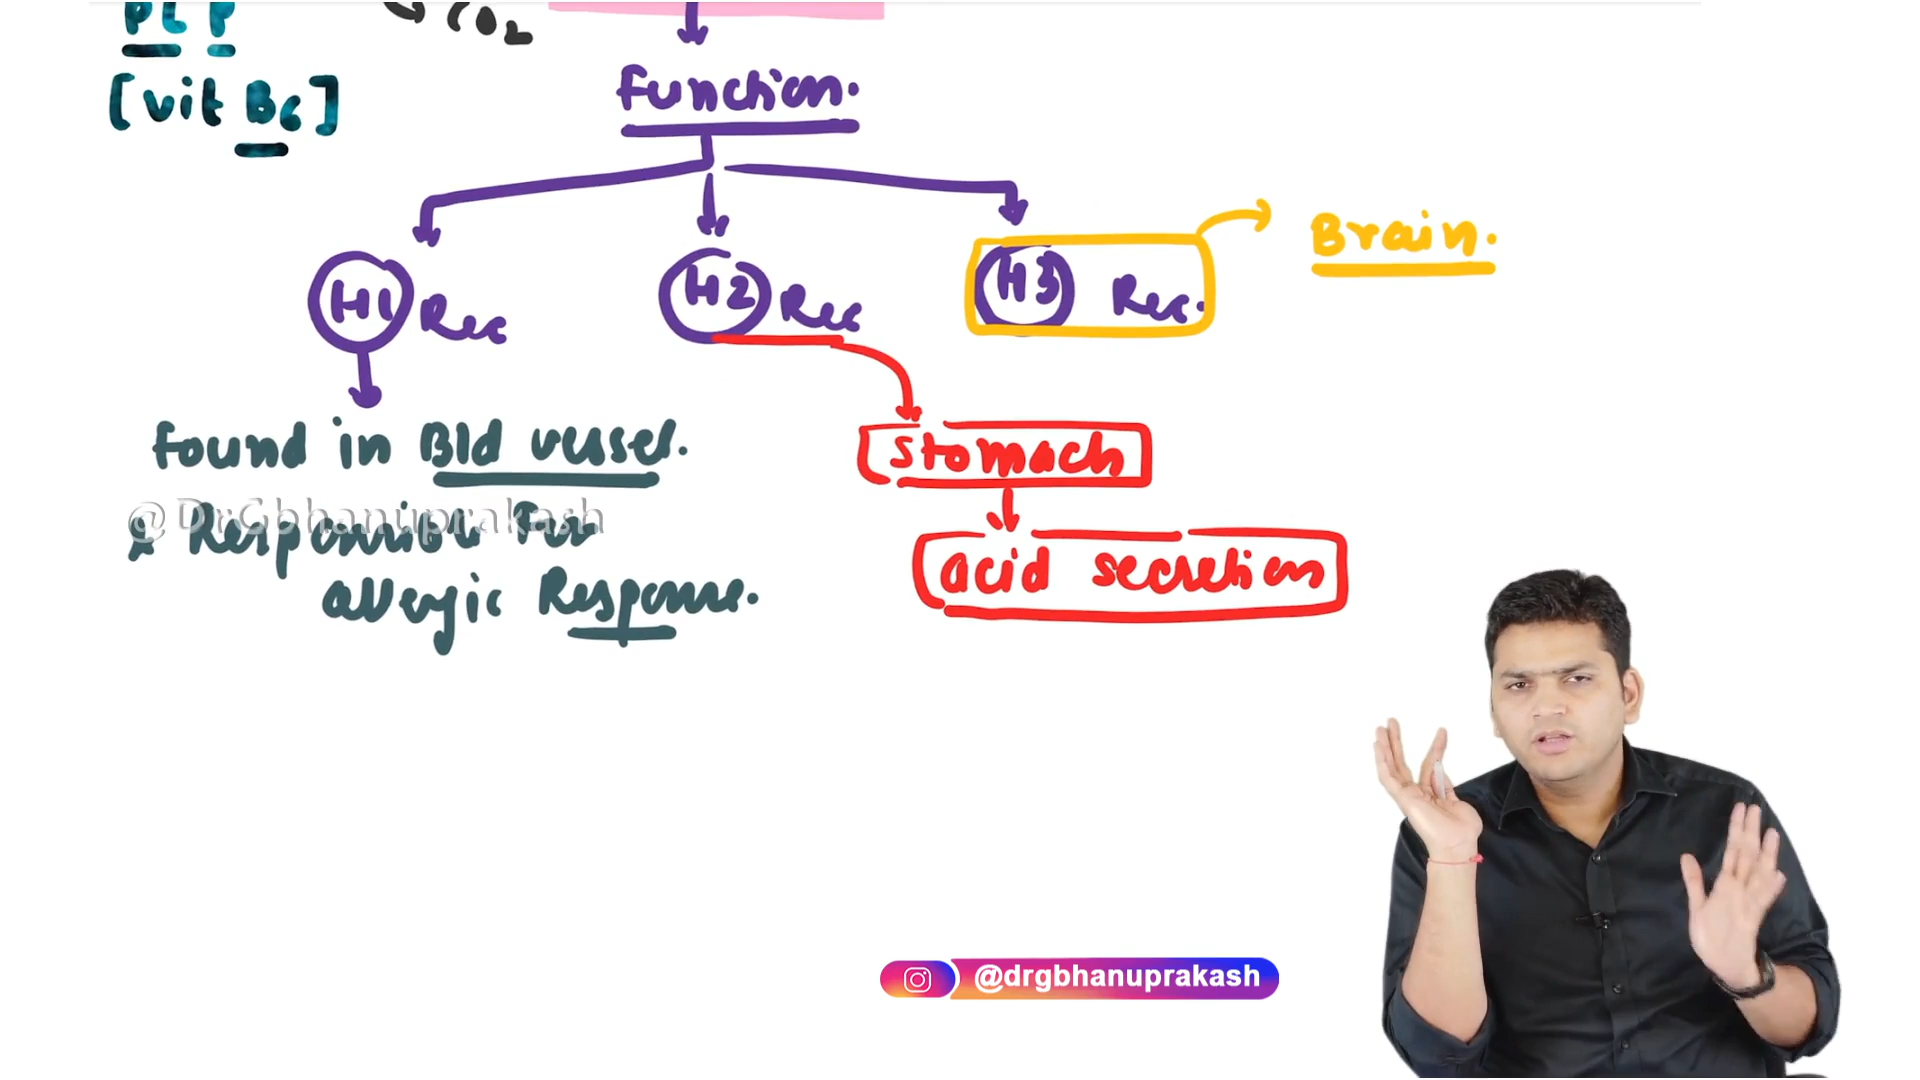 PLP
CO₂
[vit B6]
Function.
H1 Rec
H2 Rec
H3 Rec.
Brain.
Found in Bld vessel.
@DrGbhanuprakash
& Responsible For
allergic Response.
Stomach
acid secretion
@drgbhanuprakash